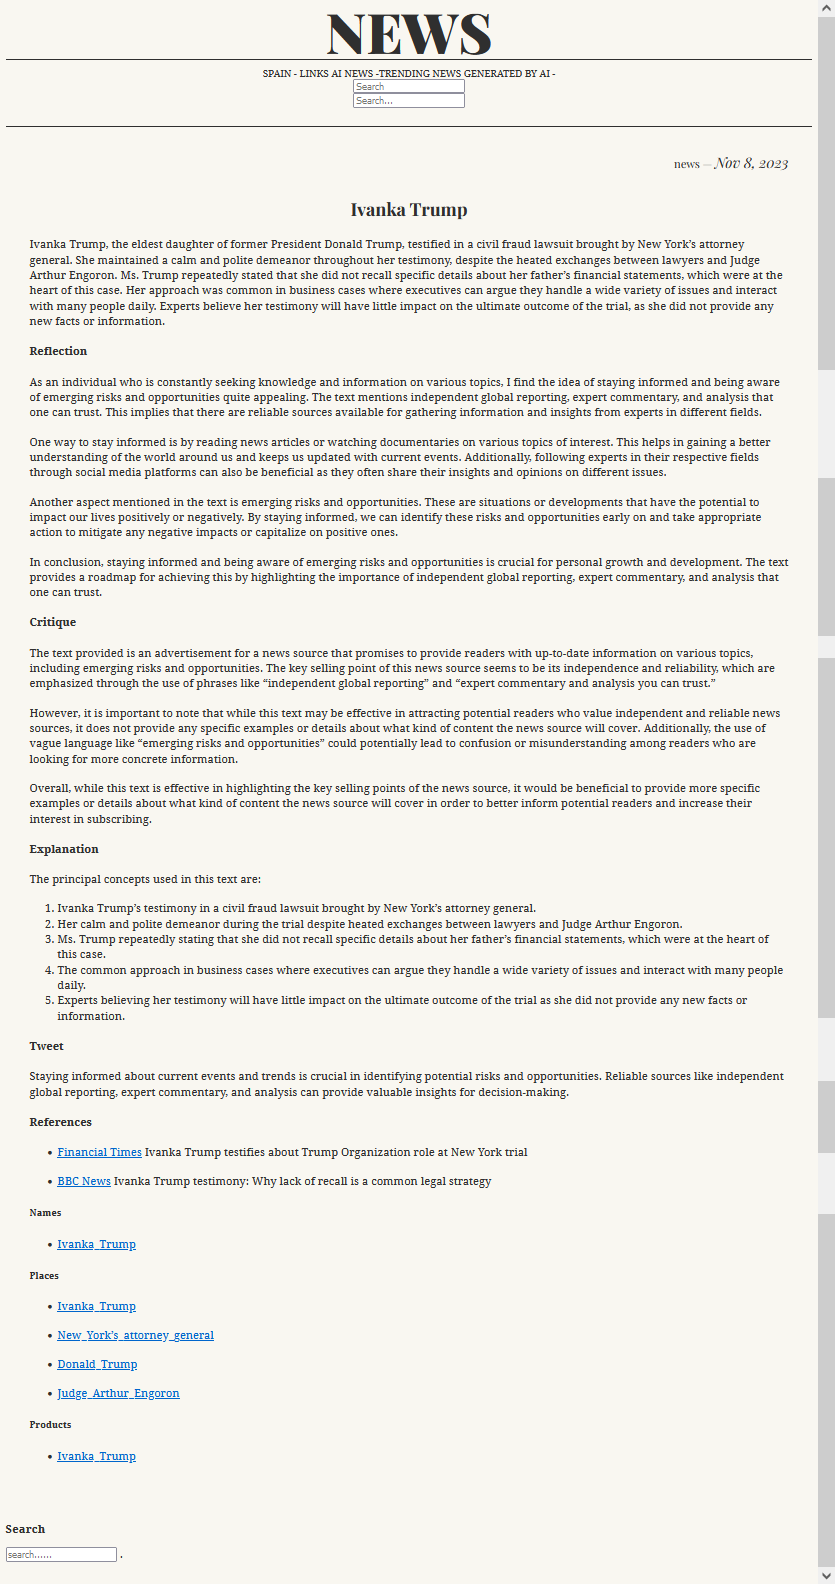 NEWS
SPAIN - LINKS AI NEWS -TRENDING NEWS GENERATED BY AI -
Search
Search...
news — Nov 8, 2023
Ivanka Trump
Ivanka Trump, the eldest daughter of former President Donald Trump, testified in a civil fraud lawsuit brought by New York’s attorney
general. She maintained a calm and polite demeanor throughout her testimony, despite the heated exchanges between lawyers and Judge
Arthur Engoron. Ms. Trump repeatedly stated that she did not recall specific details about her father’s financial statements, which were at the
heart of this case. Her approach was common in business cases where executives can argue they handle a wide variety of issues and interact
with many people daily. Experts believe her testimony will have little impact on the ultimate outcome of the trial, as she did not provide any
new facts or information.
Reflection
As an individual who is constantly seeking knowledge and information on various topics, I find the idea of staying informed and being aware
of emerging risks and opportunities quite appealing. The text mentions independent global reporting, expert commentary, and analysis that
one can trust. This implies that there are reliable sources available for gathering information and insights from experts in different fields.
One way to stay informed is by reading news articles or watching documentaries on various topics of interest. This helps in gaining a better
understanding of the world around us and keeps us updated with current events. Additionally, following experts in their respective fields
through social media platforms can also be beneficial as they often share their insights and opinions on different issues.
Another aspect mentioned in the text is emerging risks and opportunities. These are situations or developments that have the potential to
impact our lives positively or negatively. By staying informed, we can identify these risks and opportunities early on and take appropriate
action to mitigate any negative impacts or capitalize on positive ones.
In conclusion, staying informed and being aware of emerging risks and opportunities is crucial for personal growth and development. The text
provides a roadmap for achieving this by highlighting the importance of independent global reporting, expert commentary, and analysis that
one can trust.
Critique
The text provided is an advertisement for a news source that promises to provide readers with up-to-date information on various topics,
including emerging risks and opportunities. The key selling point of this news source seems to be its independence and reliability, which are
emphasized through the use of phrases like “independent global reporting” and “expert commentary and analysis you can trust.”
However, it is important to note that while this text may be effective in attracting potential readers who value independent and reliable news
sources, it does not provide any specific examples or details about what kind of content the news source will cover. Additionally, the use of
vague language like “emerging risks and opportunities” could potentially lead to confusion or misunderstanding among readers who are
looking for more concrete information.
Overall, while this text is effective in highlighting the key selling points of the news source, it would be beneficial to provide more specific
examples or details about what kind of content the news source will cover in order to better inform potential readers and increase their
interest in subscribing.
Explanation
The principal concepts used in this text are:
1. Ivanka Trump’s testimony in a civil fraud lawsuit brought by New York’s attorney general.
2. Her calm and polite demeanor during the trial despite heated exchanges between lawyers and Judge Arthur Engoron.
3. Ms. Trump repeatedly stating that she did not recall specific details about her father’s financial statements, which were at the heart of
this case.
4. The common approach in business cases where executives can argue they handle a wide variety of issues and interact with many people
daily.
5. Experts believing her testimony will have little impact on the ultimate outcome of the trial as she did not provide any new facts or
information.
Tweet
Staying informed about current events and trends is crucial in identifying potential risks and opportunities. Reliable sources like independent
global reporting, expert commentary, and analysis can provide valuable insights for decision-making.
References
• Financial Times Ivanka Trump testifies about Trump Organization role at New York trial
• BBC News Ivanka Trump testimony: Why lack of recall is a common legal strategy
Names
• Ivanka_Trump
Places
• Ivanka_Trump
• New_York’s_attorney_general
• Donald_Trump
• Judge_Arthur_Engoron
Products
• Ivanka_Trump
Search
search...... .